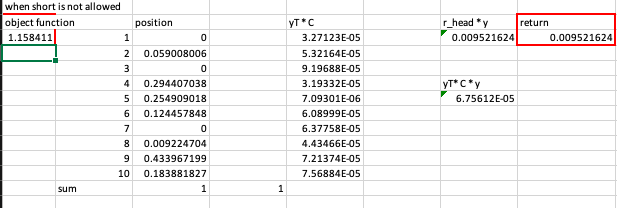 when short is not allowed
object function position yT*C r_head*y return
1.158411 1 0 3.27123E-05 0.009521624 0.009521624
2 0.059008006 5.32164E-05
3 0 9.19688E-05
4 0.294407038 3.19332E-05 yT*C*y
5 0.254909018 7.09301E-06 6.75612E-05
6 0.124457848 6.08999E-05
7 0 6.37758E-05
8 0.009224704 4.43466E-05
9 0.433967199 7.21374E-05
10 0.183881827 7.56884E-05
sum 1 1